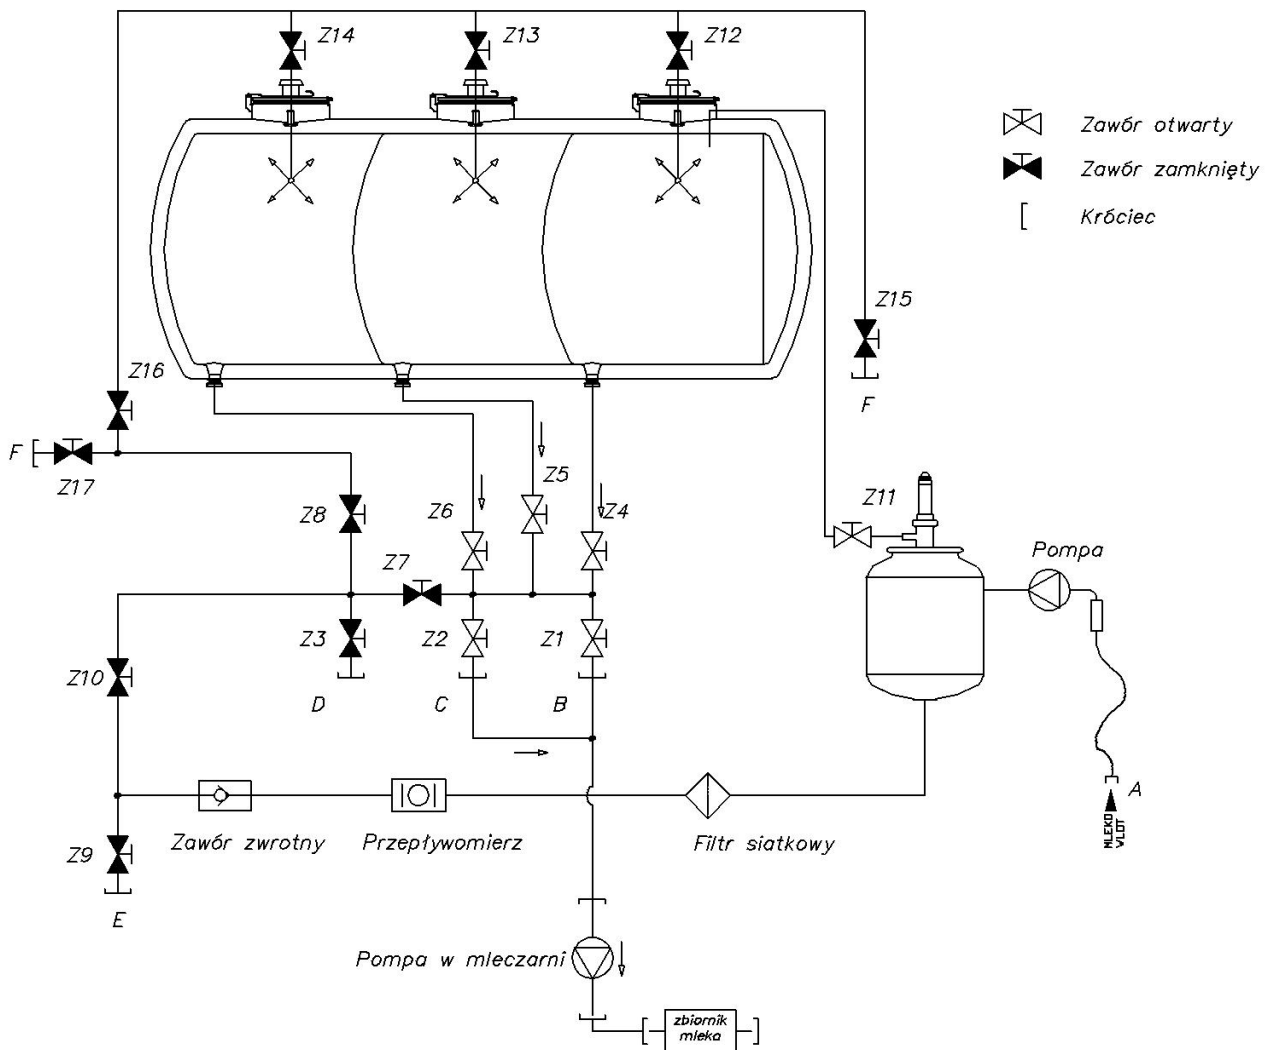 Z14
Z13
Z12
Zawór otwarty
Zawór zamknięty
Króciec
Z15
F
Z16
F
Z17
Z8
Z6
Z5
Z4
Z11
Pompa
Z7
Z3
Z2
Z1
Z10
D
C
B
A
MLEKO
WLOT
Zawór zwrotny
Przepływomierz
Filtr siatkowy
Z9
E
Pompa w mleczarni
zbiornik
mleka